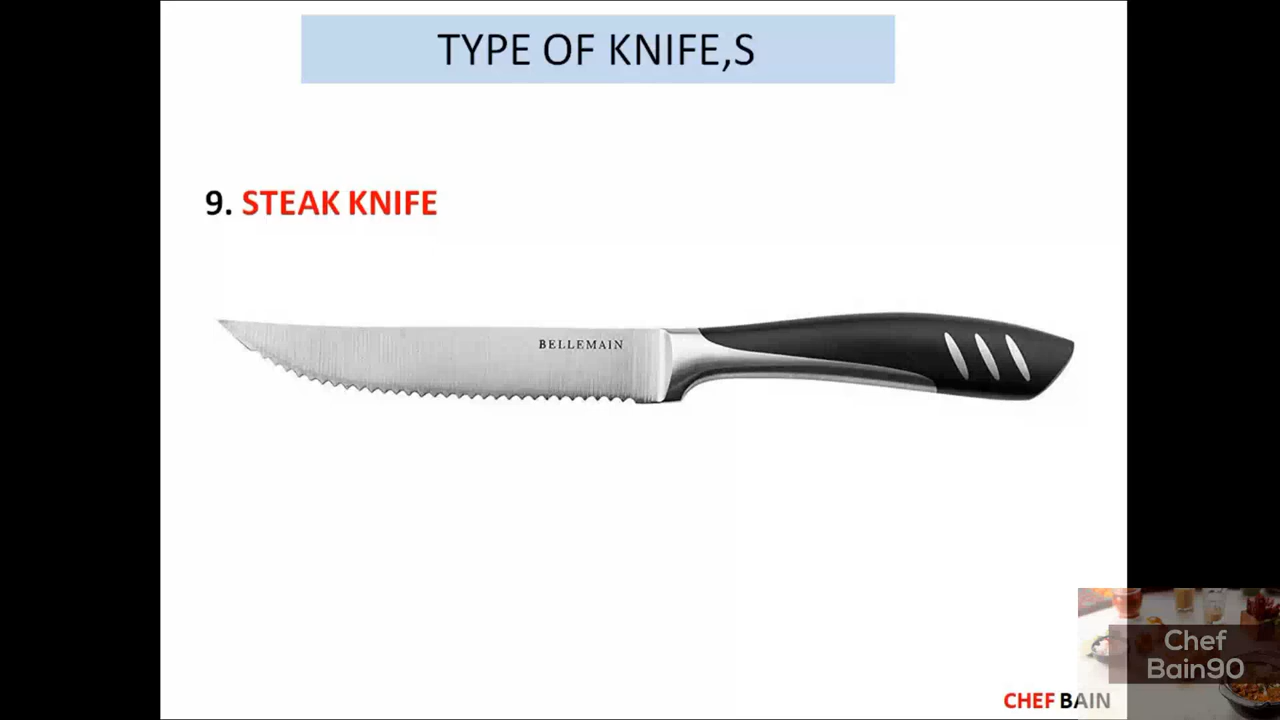 TYPE OF KNIFE,S
9. STEAK KNIFE
BELLEMAIN
Chef
Bain90
CHEF BAIN